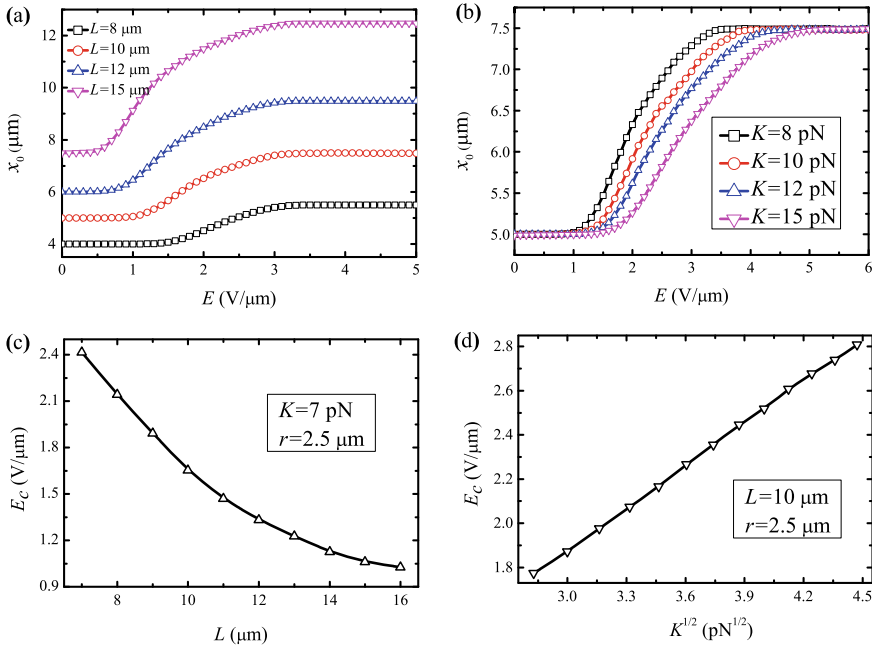 (a)
L=8 μm
L=10 μm
L=12 μm
L=15 μm
12
10
8
6
4
x₀ (μm)
0 1 2 3 4 5
E (V/μm)
(b)
7.5
7.0
6.5
6.0
5.5
5.0
x₀ (μm)
K=8 pN
K=10 pN
K=12 pN
K=15 pN
0 1 2 3 4 5 6
E (V/μm)
(c)
2.4
2.1
1.8
1.5
1.2
0.9
E_C (V/μm)
K=7 pN
r=2.5 μm
8 10 12 14 16
L (μm)
(d)
2.8
2.6
2.4
2.2
2.0
1.8
E_C (V/μm)
L=10 μm
r=2.5 μm
3.0 3.3 3.6 3.9 4.2 4.5
K^1/2 (pN^1/2)